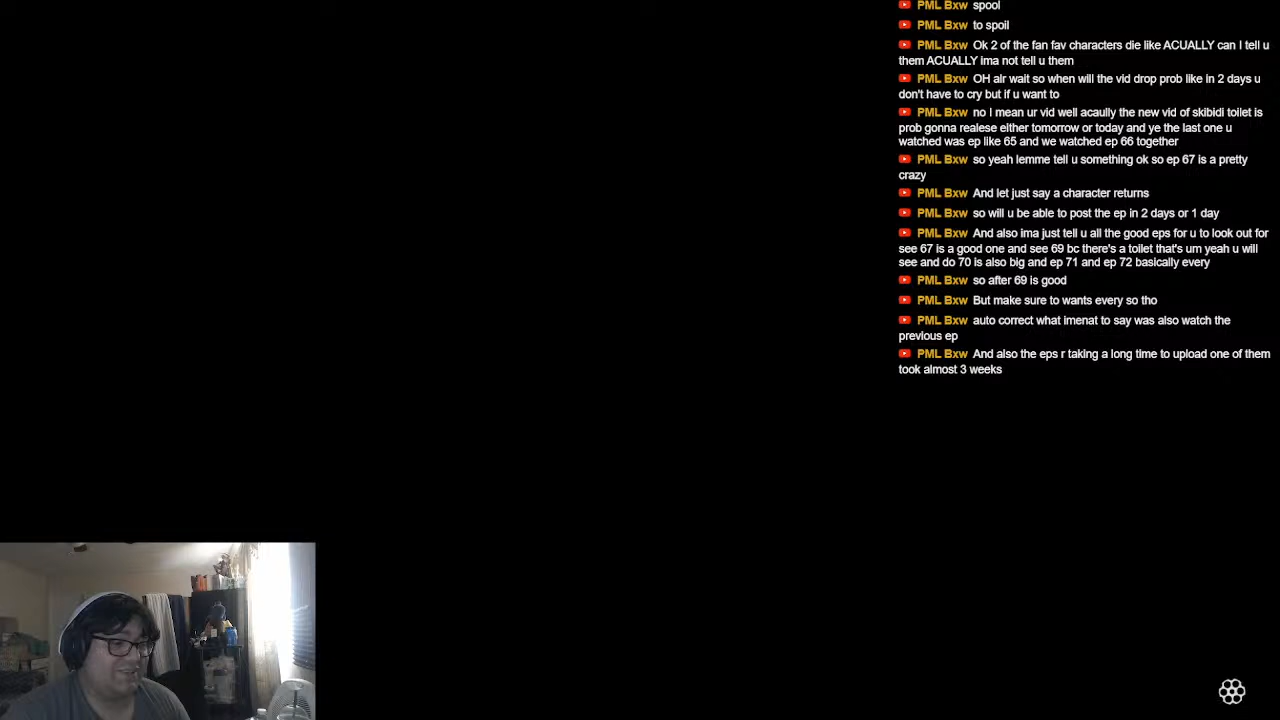 PML Bxw spool
PML Bxw to spoil
PML Bxw Ok 2 of the fan fav characters die like ACUALLY can I tell u
them ACUALLY ima not tell u them
PML Bxw OH alr wait so when will the vid drop prob like in 2 days u
don't have to cry but if u want to
PML Bxw no I mean ur vid well acaully the new vid of skibidi toilet is
prob gonna realese either tomorrow or today and ye the last one u
watched was ep like 65 and we watched ep 66 together
PML Bxw so yeah lemme tell u something ok so ep 67 is a pretty
crazy
PML Bxw And let just say a character returns
PML Bxw so will u be able to post the ep in 2 days or 1 day
PML Bxw And also ima just tell u all the good eps for u to look out for
see 67 is a good one and see 69 bc there's a toilet that's um yeah u will
see and do 70 is also big and ep 71 and ep 72 basically every
PML Bxw so after 69 is good
PML Bxw But make sure to wants every so tho
PML Bxw auto correct what imenat to say was also watch the
previous ep
PML Bxw And also the eps r taking a long time to upload one of them
took almost 3 weeks